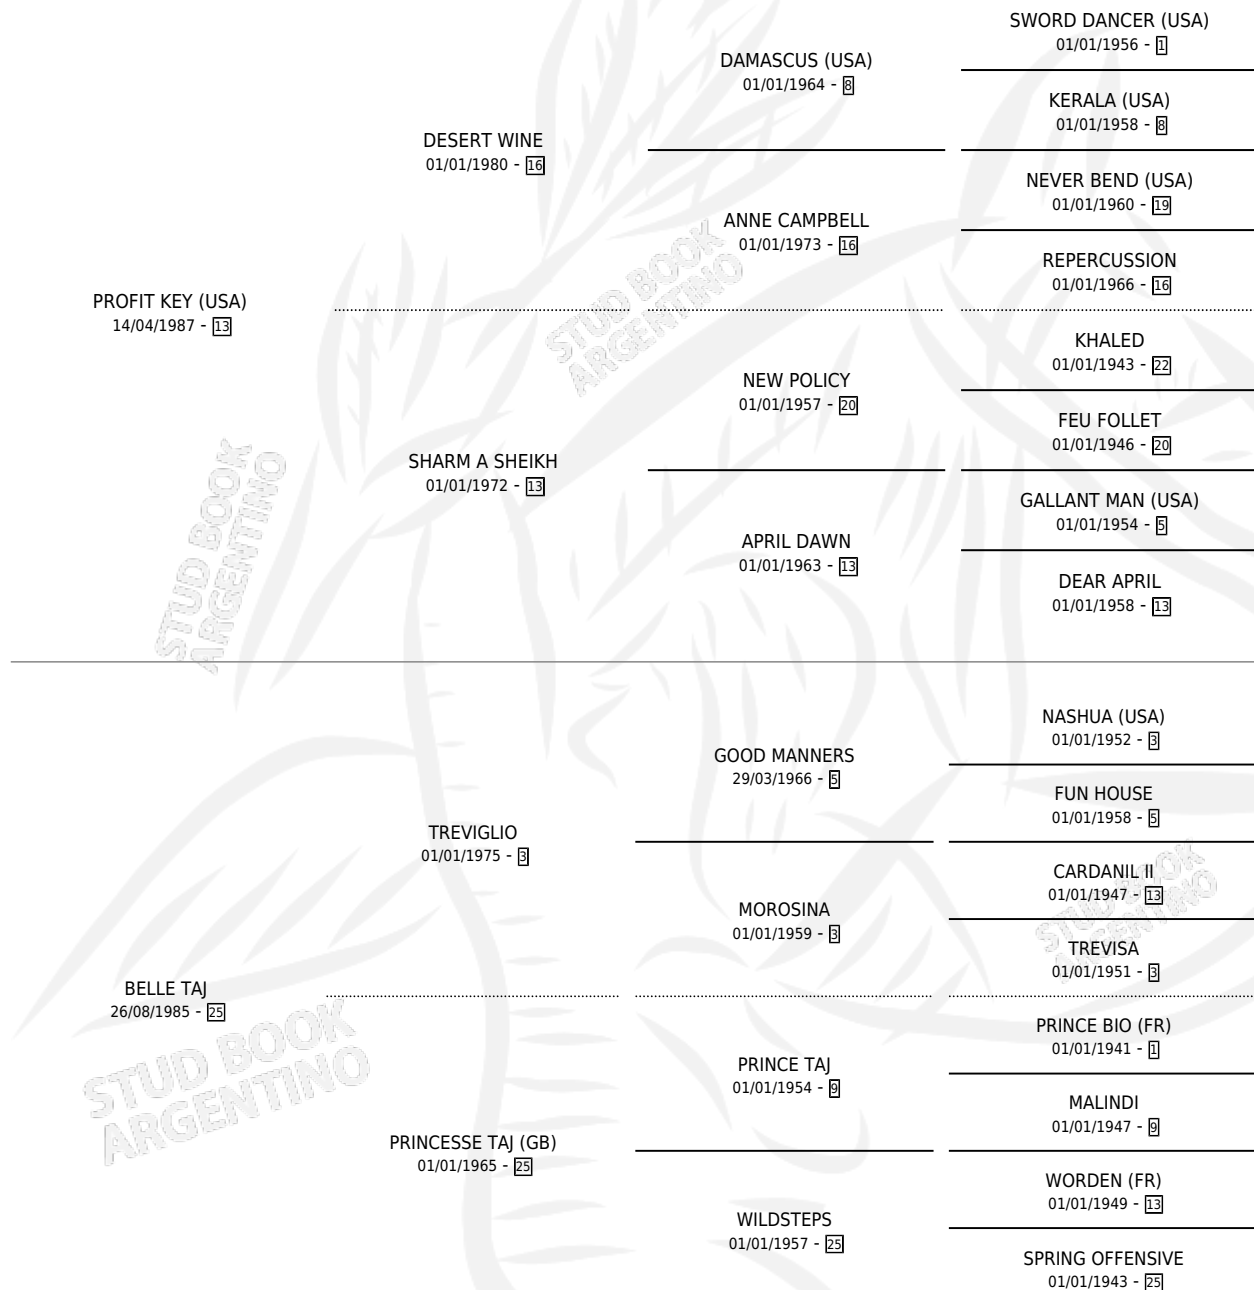 SWORD DANCER (USA)
01/01/1956 - 1
DAMASCUS (USA)
01/01/1964 - 8
KERALA (USA)
01/01/1958 - 8
DESERT WINE
01/01/1980 - 16
NEVER BEND (USA)
01/01/1960 - 19
ANNE CAMPBELL
01/01/1973 - 16
REPERCUSSION
01/01/1966 - 16
PROFIT KEY (USA)
14/04/1987 - 13
KHALED
01/01/1943 - 22
NEW POLICY
01/01/1957 - 20
FEU FOLLET
01/01/1946 - 20
SHARM A SHEIKH
01/01/1972 - 13
GALLANT MAN (USA)
01/01/1954 - 5
APRIL DAWN
01/01/1963 - 13
DEAR APRIL
01/01/1958 - 13
NASHUA (USA)
01/01/1952 - 3
GOOD MANNERS
29/03/1966 - 5
FUN HOUSE
01/01/1958 - 5
TREVIGLIO
01/01/1975 - 3
CARDANIL II
01/01/1947 - 13
MOROSINA
01/01/1959 - 3
TREVISA
01/01/1951 - 3
BELLE TAJ
26/08/1985 - 25
PRINCE BIO (FR)
01/01/1941 - 1
PRINCE TAJ
01/01/1954 - 9
MALINDI
01/01/1947 - 9
PRINCESSE TAJ (GB)
01/01/1965 - 25
WORDEN (FR)
01/01/1949 - 13
WILDSTEPS
01/01/1957 - 25
SPRING OFFENSIVE
01/01/1943 - 25
STUD BOOK
ARGENTINO
STUD BOOK
ARGENTINO
STUD BOOK
ARGENTINO
STUD BOOK
ARGENTINO